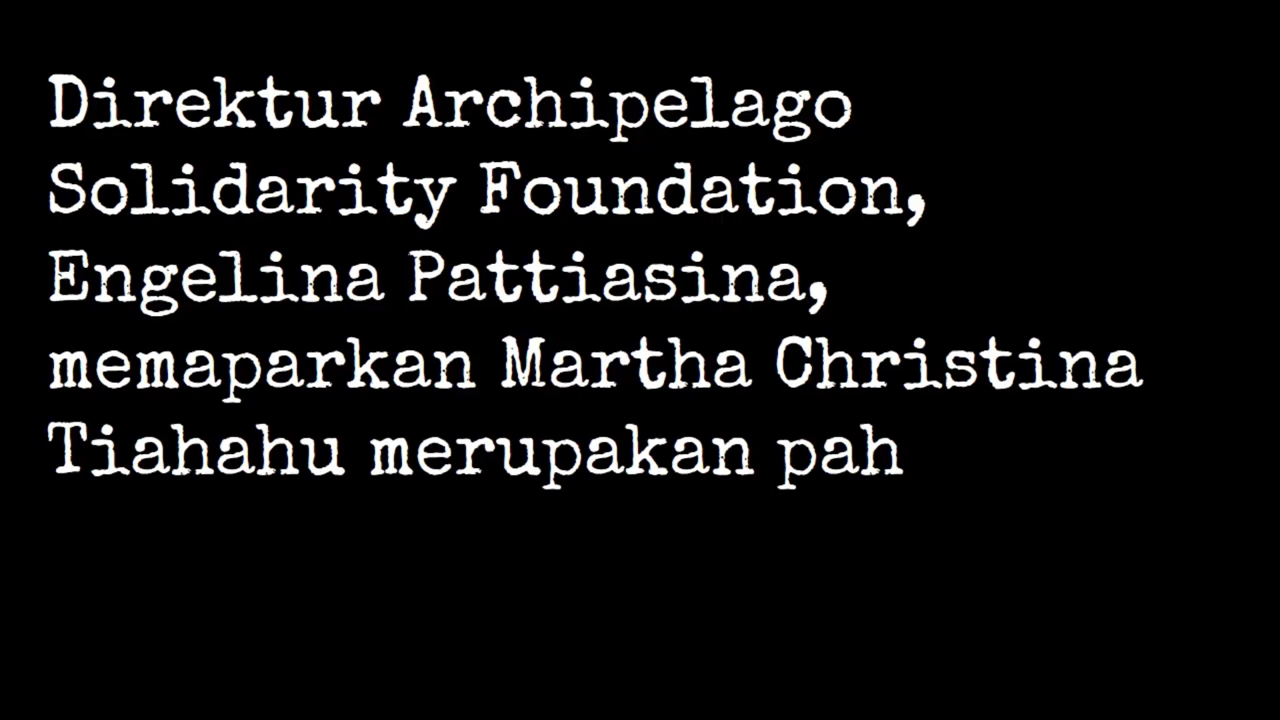 Direktur Archipelago
Solidarity Foundation,
Engelina Pattiasina,
memaparkan Martha Christina
Tiahahu merupakan pah